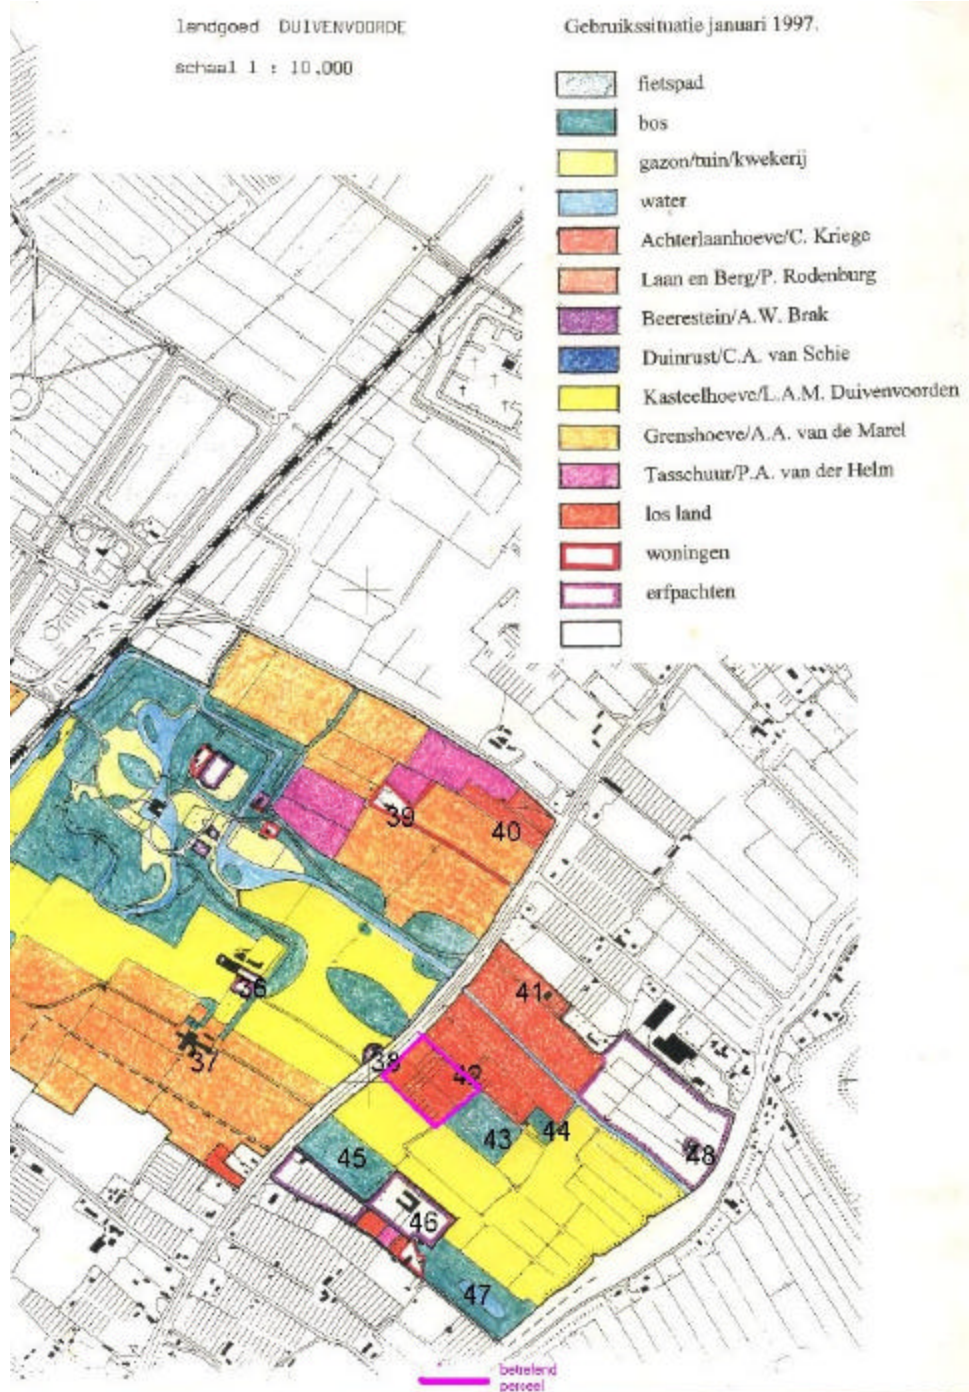 landgoed DUIVENVOORDE
schaal 1 : 10.000
Gebruikssituatie januari 1997.
fietspad
bos
gazon/tuin/kwekerij
water
Achterlaanhoeve/C. Kriege
Laan en Berg/P. Rodenburg
Beerestein/A.W. Brak
Duinrust/C.A. van Schie
Kasteelhoeve/L.A.M. Duivenvoorden
Grenshoeve/A.A. van de Marel
Tasschuur/P.A. van der Helm
los land
woningen
erfpachten
39
40
36
41
37
38
42
43
44
48
45
46
47
betrefend
perceel